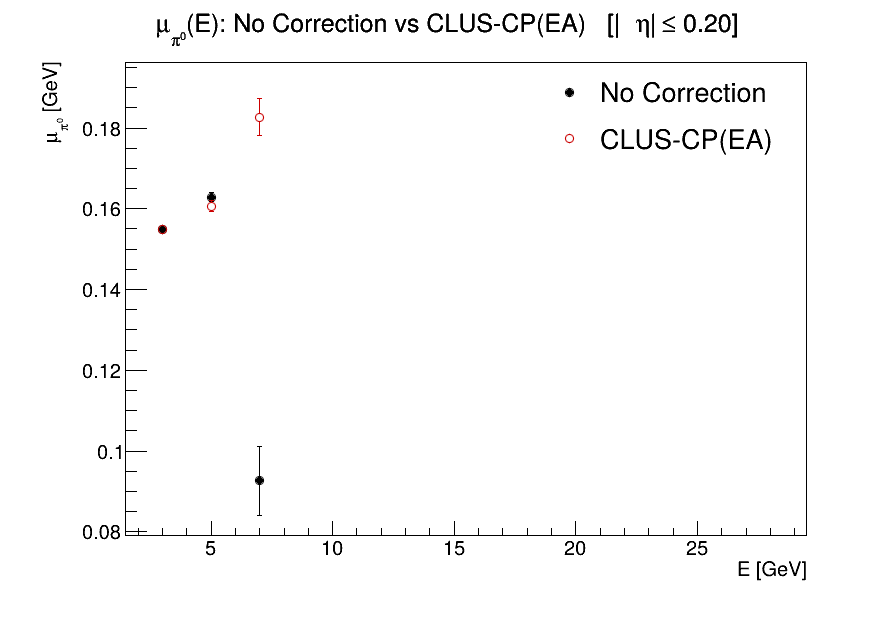 μ_π⁰(E): No Correction vs CLUS-CP(EA) [| η| ≤ 0.20]
μ_π⁰ [GeV]
No Correction
CLUS-CP(EA)
0.18
0.16
0.14
0.12
0.1
0.08
5 10 15 20 25
E [GeV]